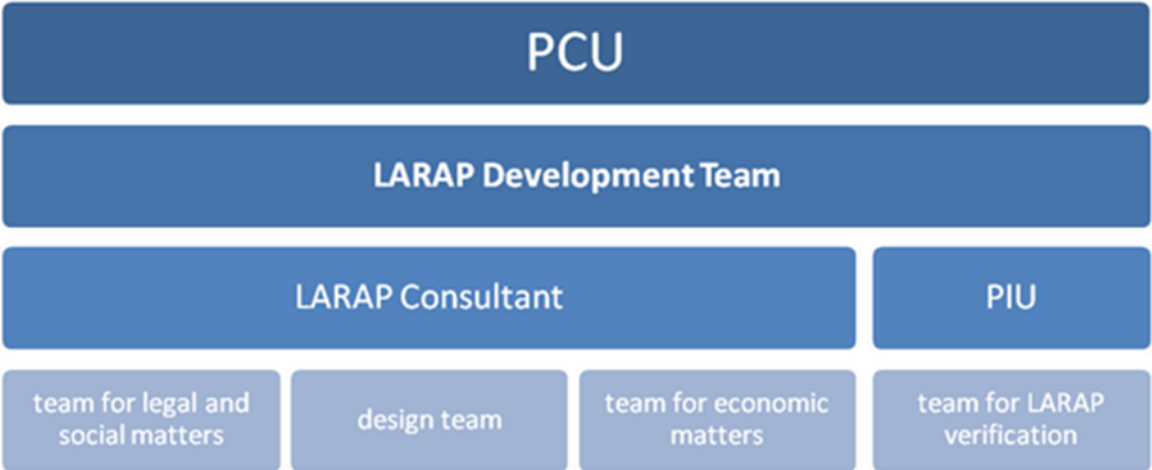 PCU
LARAP Development Team
LARAP Consultant
PIU
team for legal and
social matters
design team
team for economic
matters
team for LARAP
verification